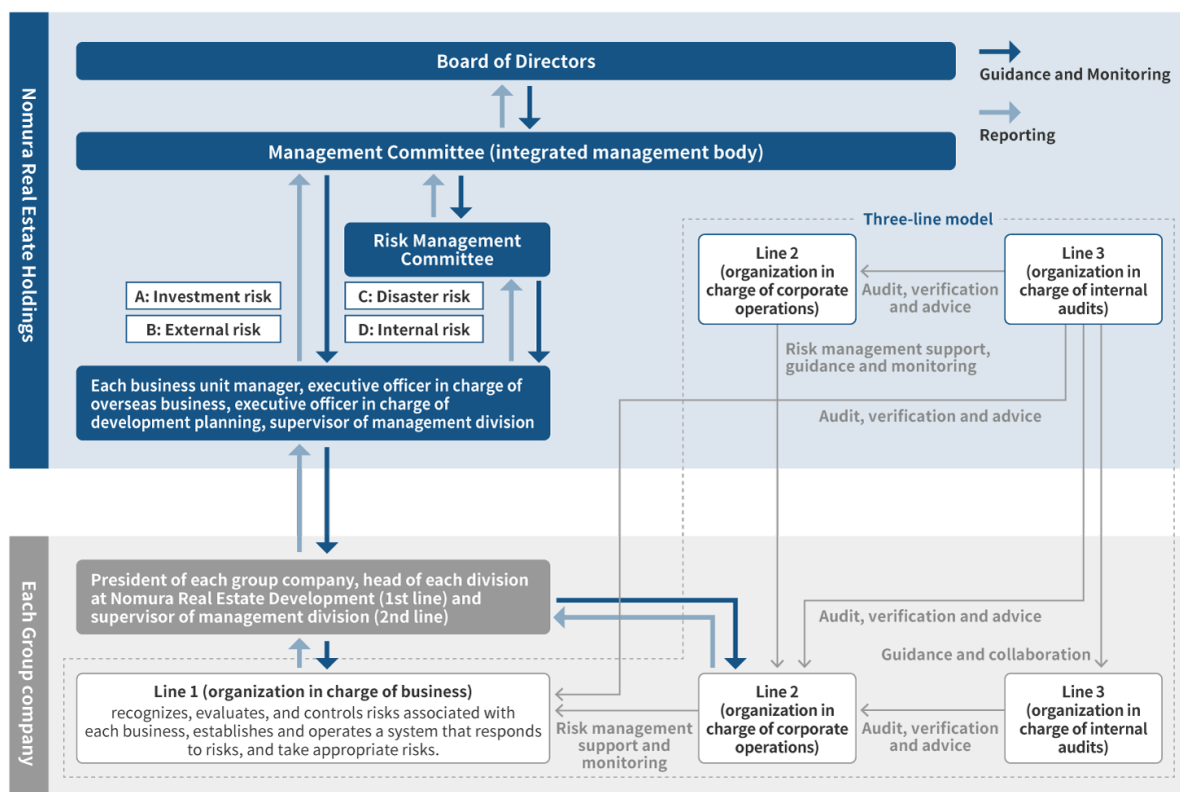 Nomura Real Estate Holdings
Board of Directors
Guidance and Monitoring
Reporting
Management Committee (integrated management body)
Risk Management
Committee
A: Investment risk
B: External risk
C: Disaster risk
D: Internal risk
Each business unit manager, executive officer in charge of
overseas business, executive officer in charge of
development planning, supervisor of management division
Three-line model
Line 2
(organization in
charge of corporate
operations)
Audit, verification
and advice
Line 3
(organization in
charge of internal
audits)
Risk management support,
guidance and monitoring
Audit, verification and advice
Each Group company
President of each group company, head of each division
at Nomura Real Estate Development (1st line) and
supervisor of management division (2nd line)
Audit, verification and advice
Guidance and collaboration
Line 1 (organization in charge of business)
recognizes, evaluates, and controls risks associated with
each business, establishes and operates a system that responds
to risks, and take appropriate risks.
Risk management
support and
monitoring
Line 2
(organization in
charge of corporate
operations)
Audit, verification
and advice
Line 3
(organization in
charge of internal
audits)